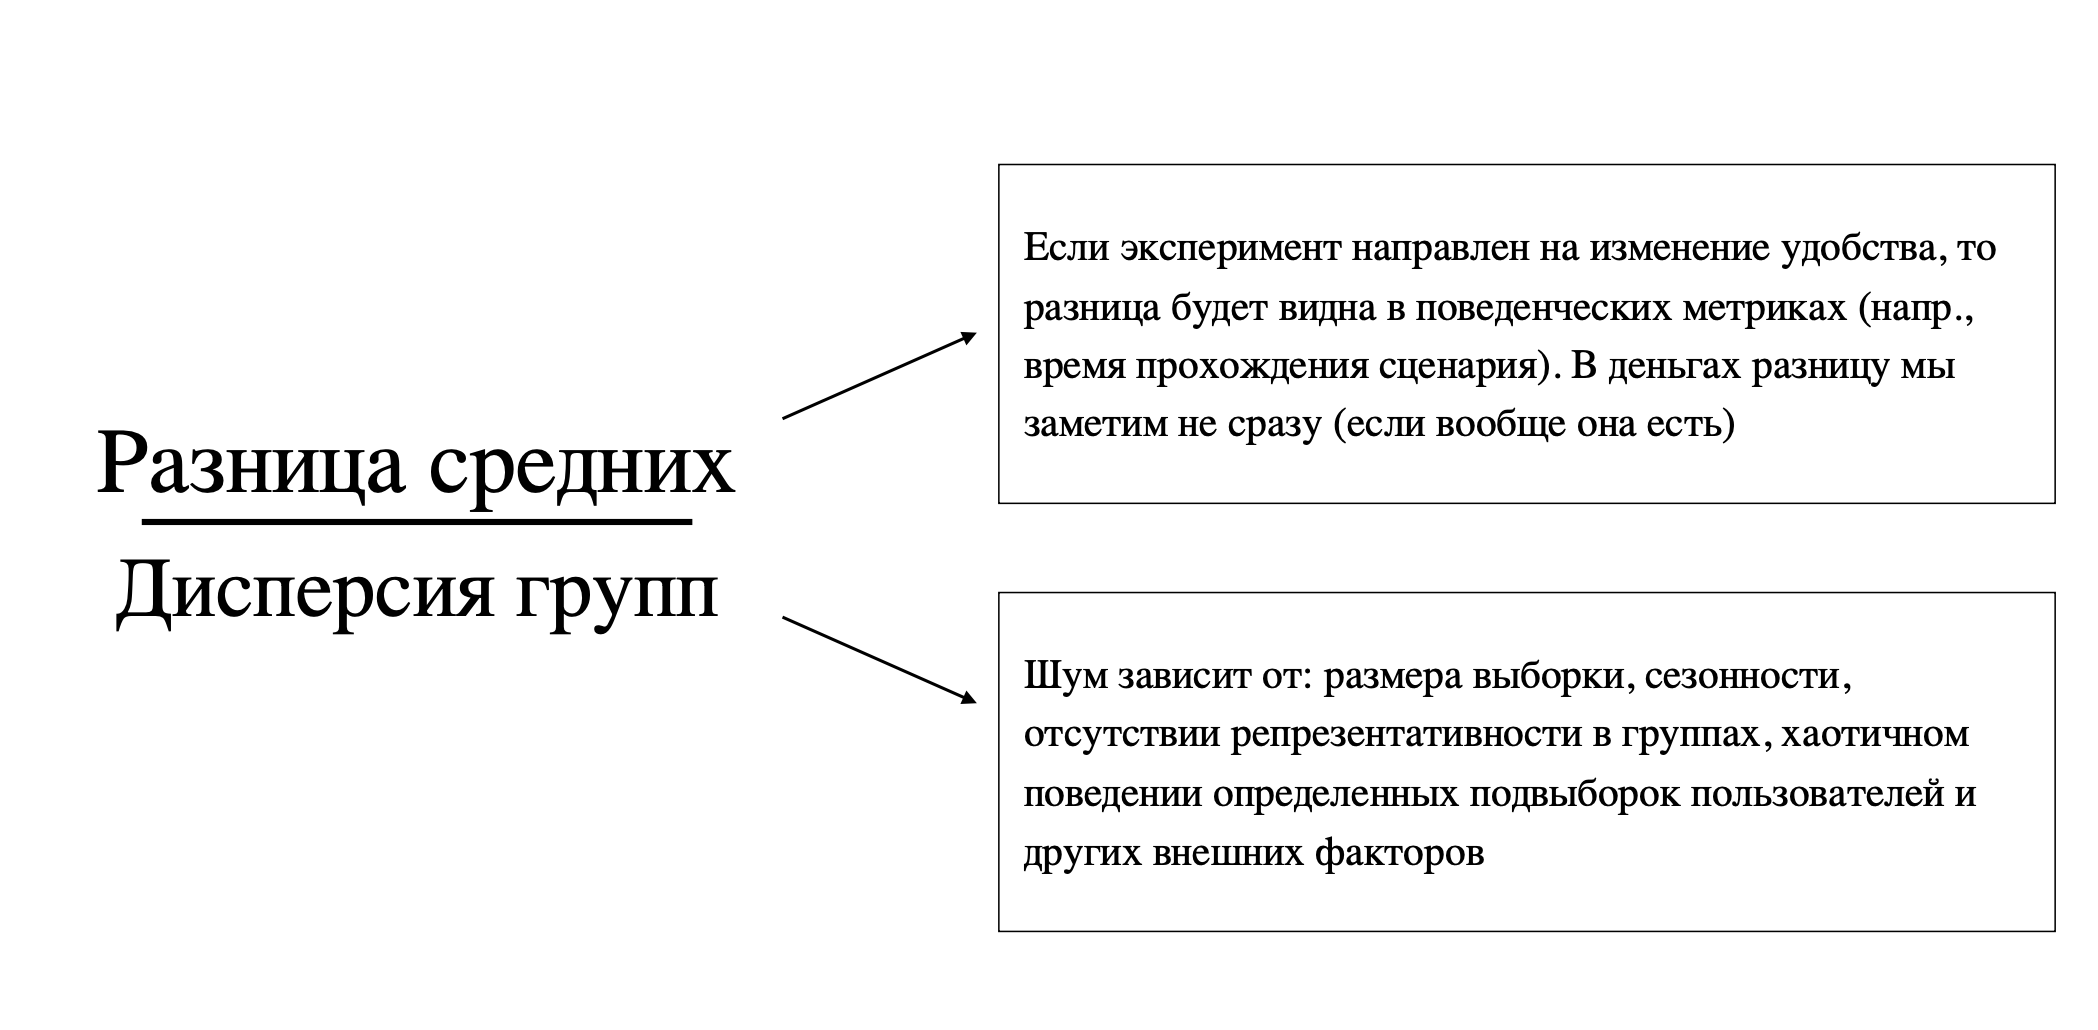 Разница средних
Дисперсия групп
Если эксперимент направлен на изменение удобства, то
разница будет видна в поведенческих метриках (напр.,
время прохождения сценария). В деньгах разницу мы
заметим не сразу (если вообще она есть)
Шум зависит от: размера выборки, сезонности,
отсутствии репрезентативности в группах, хаотичном
поведении определенных подвыборок пользователей и
других внешних факторов